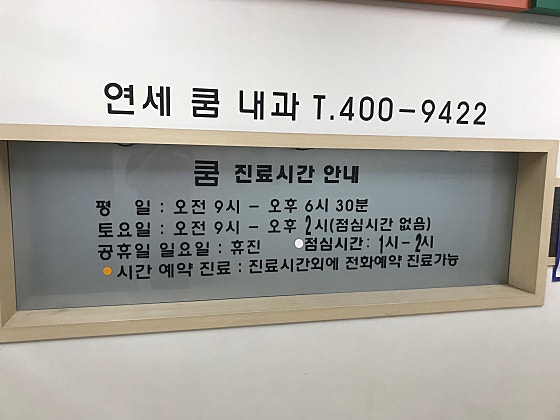 연세 쿰 내과 T.400-9422
쿰 진료시간 안내
평 일 : 오전 9시 - 오후 6시 30분
토요일 : 오전 9시 - 오후 2시(점심시간 없음)
공휴일 일요일 : 휴진 ●점심시간: 1시-2시
●시간 예약 진료 : 진료시간외에 전화예약 진료가능